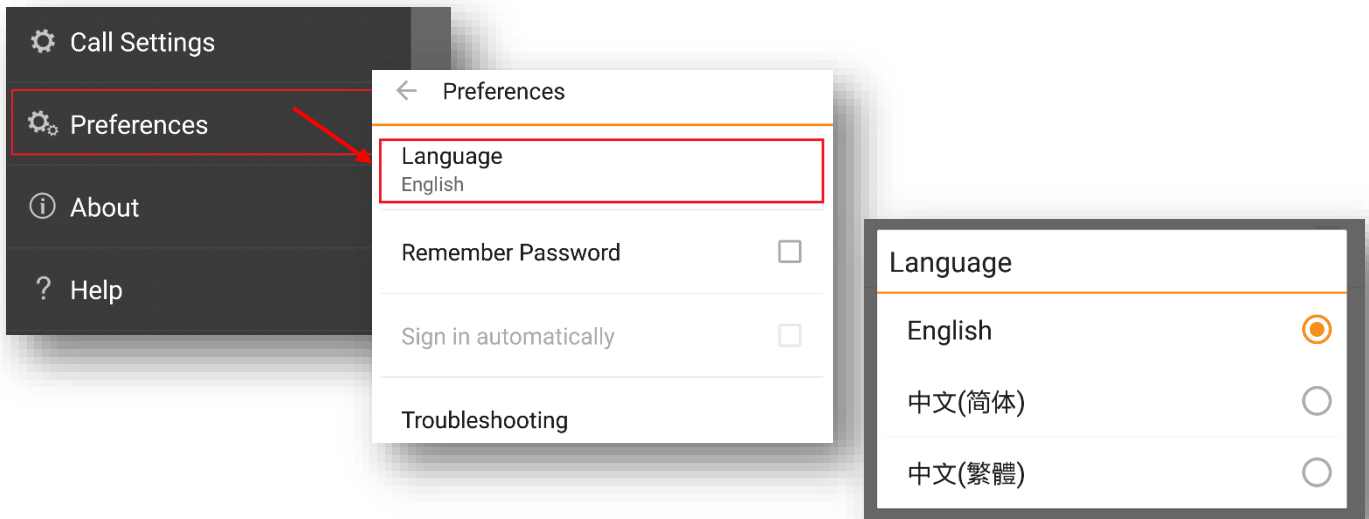 Call Settings
Preferences
About
? Help
Preferences
Language
English
Remember Password
Sign in automatically
Troubleshooting
Language
English
中文(简体)
中文(繁體)